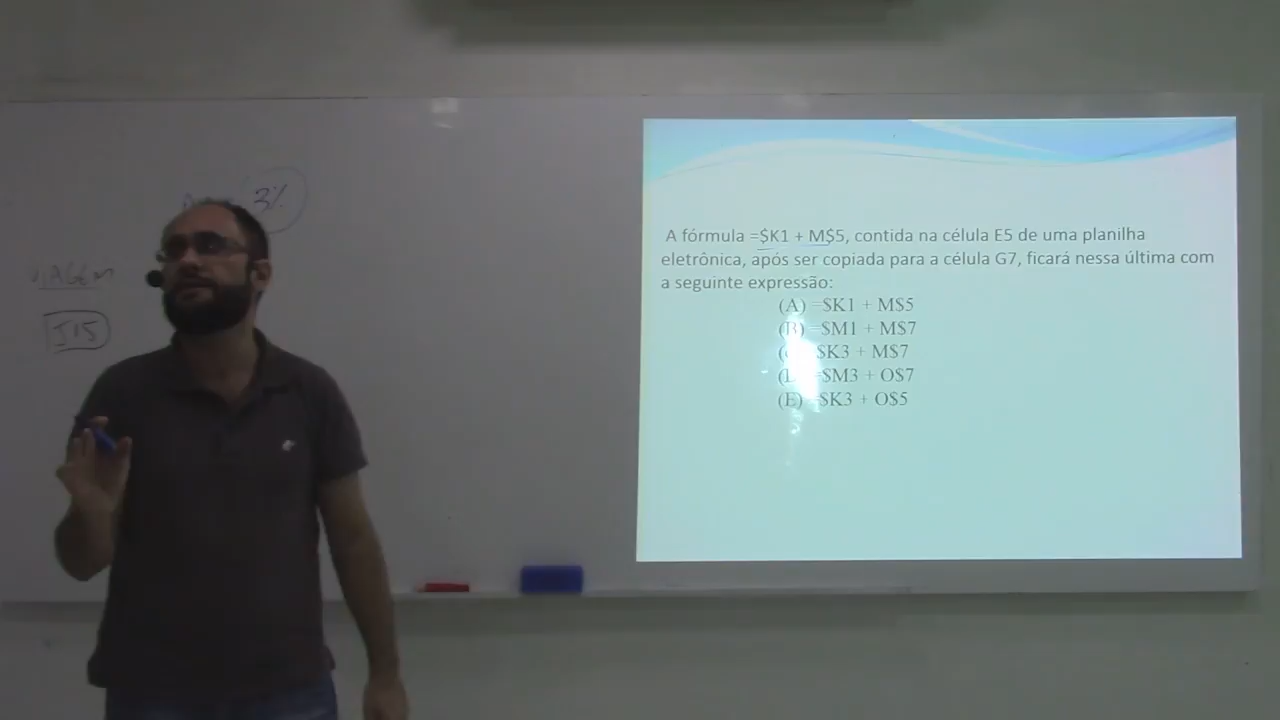 3%
J15
A fórmula =$K1 + M$5, contida na célula E5 de uma planilha
eletrônica, após ser copiada para a célula G7, ficará nessa última com
a seguinte expressão:
(A) =$K1 + M$5
(B) =$M1 + M$7
$K3 + M$7
=$M3 + O$7
(E) =$K3 + O$5